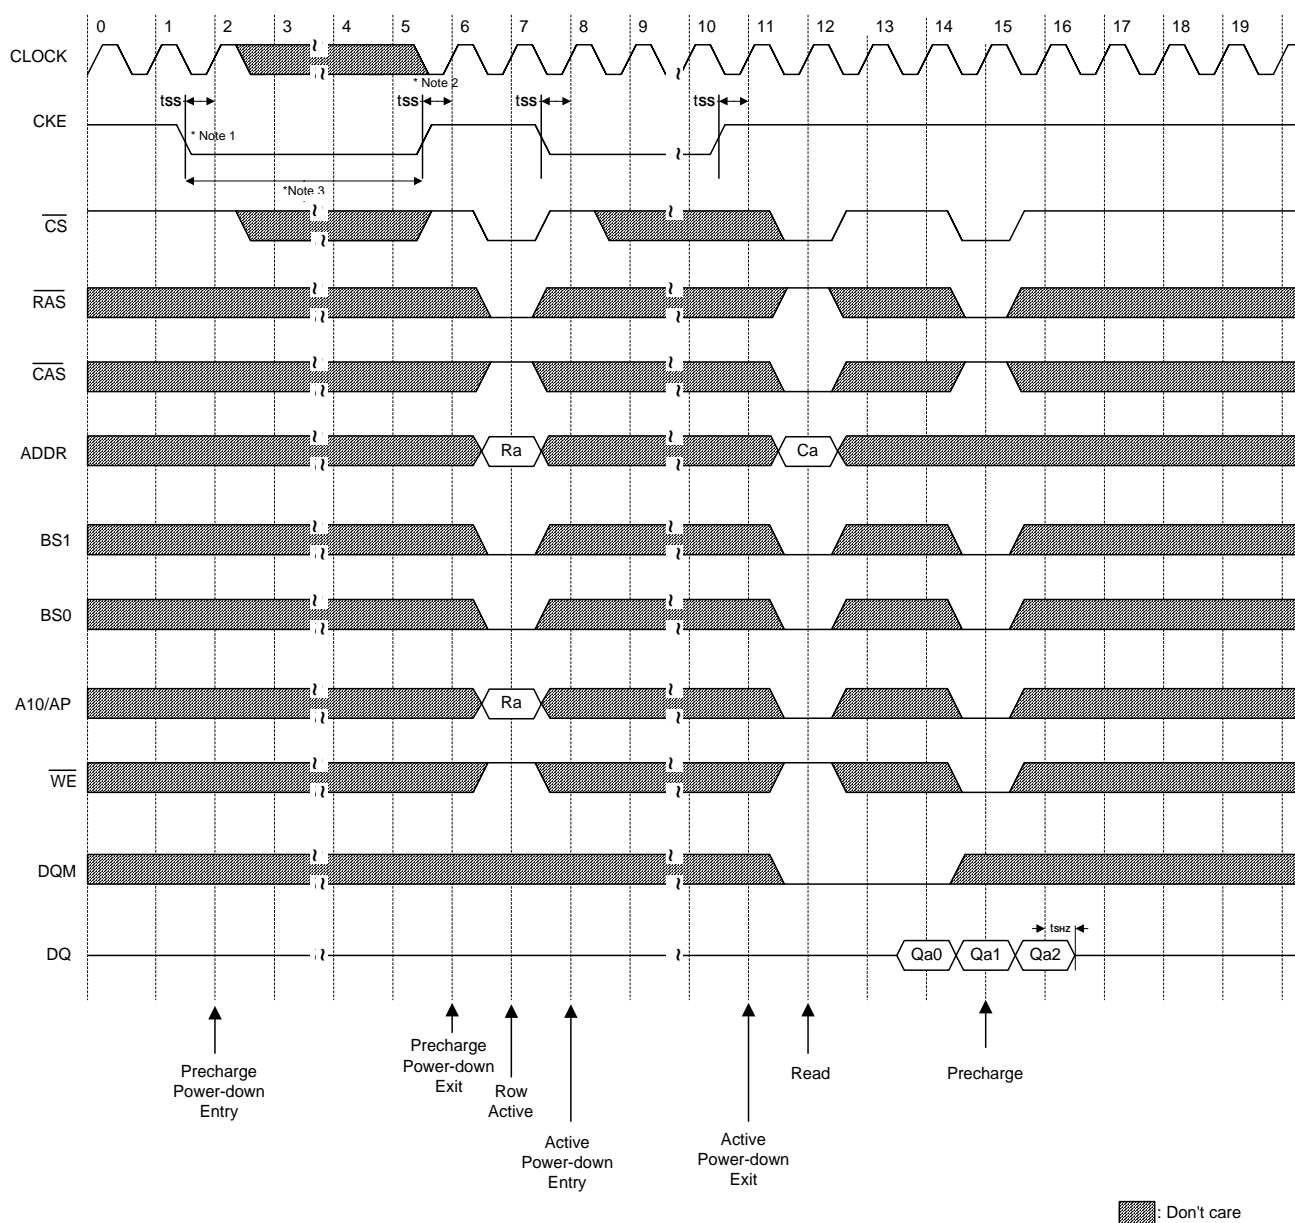 0 1 2 3 4 5 6 7 8 9 10 11 12 13 14 15 16 17 18 19
CLOCK
* Note 2
tss tss tss tss
CKE
* Note 1
*Note 3
CS
RAS
CAS
ADDR Ra Ca
BS1
BS0
A10/AP Ra
WE
DQM
tSHZ
DQ Qa0 Qa1 Qa2
Precharge
Power-down
Entry
Precharge
Power-down
Exit
Row
Active
Active
Power-down
Entry
Active
Power-down
Exit
Read
Precharge
: Don't care